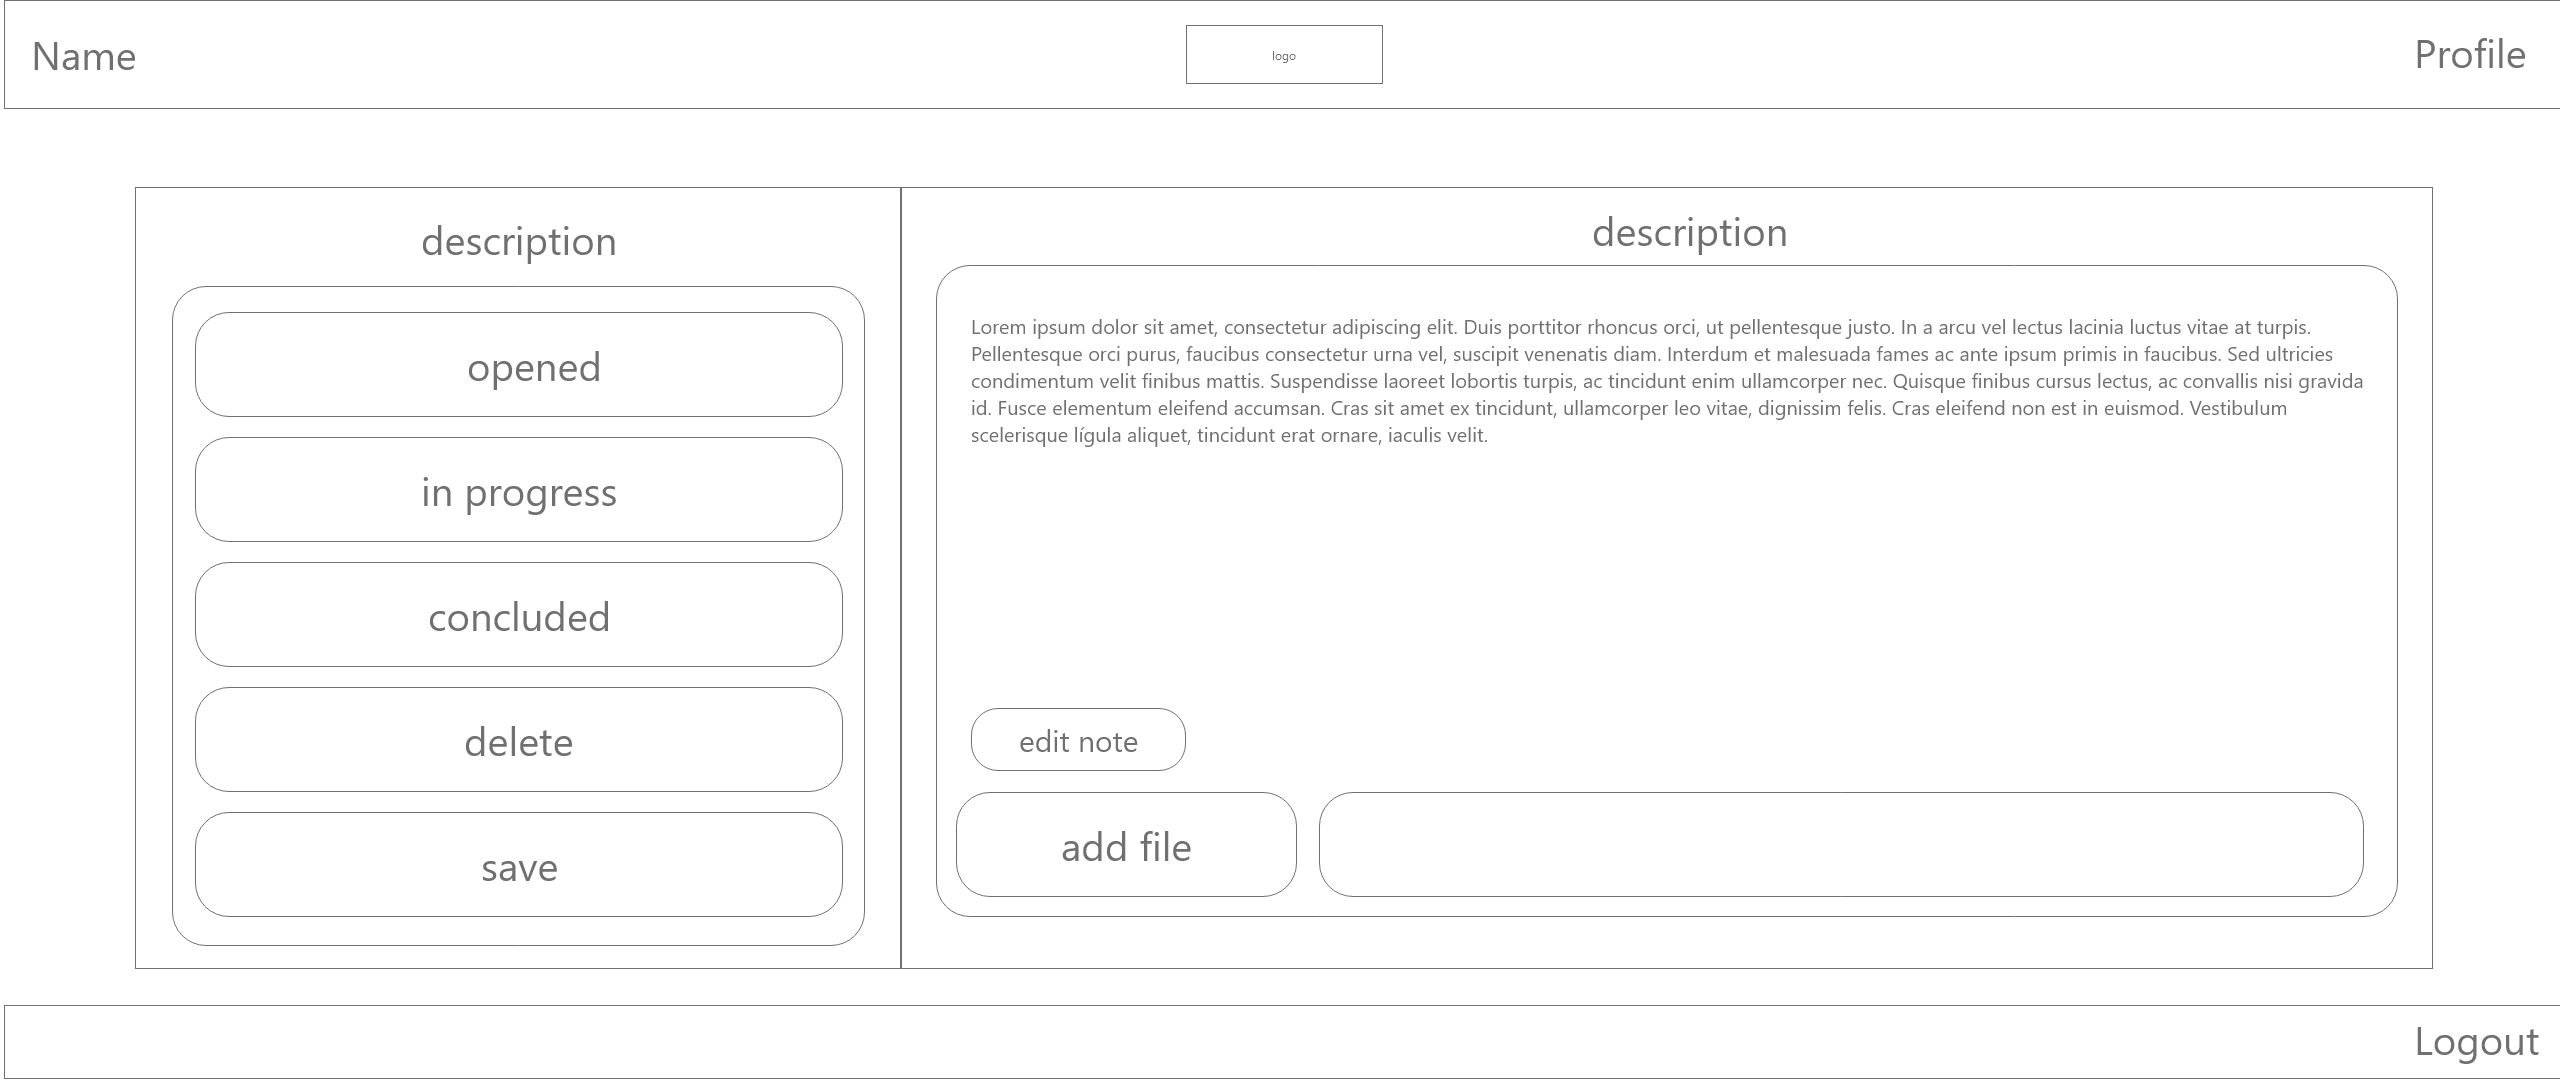 Name
logo
Profile
description
opened
in progress
concluded
delete
save
description
Lorem ipsum dolor sit amet, consectetur adipiscing elit. Duis porttitor rhoncus orci, ut pellentesque justo. In a arcu vel lectus lacinia luctus vitae at turpis.
Pellentesque orci purus, faucibus consectetur urna vel, suscipit venenatis diam. Interdum et malesuada fames ac ante ipsum primis in faucibus. Sed ultricies
condimentum velit finibus mattis. Suspendisse laoreet lobortis turpis, ac tincidunt enim ullamcorper nec. Quisque finibus cursus lectus, ac convallis nisi gravida
id. Fusce elementum eleifend accumsan. Cras sit amet ex tincidunt, ullamcorper leo vitae, dignissim felis. Cras eleifend non est in euismod. Vestibulum
scelerisque lígula aliquet, tincidunt erat ornare, iaculis velit.
edit note
add file
Logout